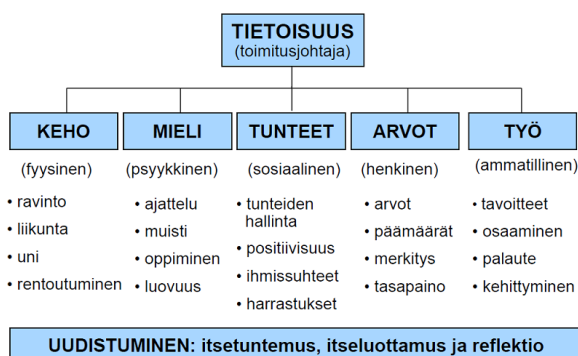 TIETOISUUS
(toimitusjohtaja)
KEHO
MIELI
TUNTEET
ARVOT
TYÖ
(fyysinen)
(psyykkinen)
(sosiaalinen)
(henkinen)
(ammatillinen)
• ravinto
• liikunta
• uni
• rentoutuminen
• ajattelu
• muisti
• oppiminen
• luovuus
• tunteiden
hallinta
• positiivisuus
• ihmissuhteet
• harrastukset
• arvot
• päämäärät
• merkitys
• tasapaino
• tavoitteet
• osaaminen
• palaute
• kehittyminen
UUDISTUMINEN: itsetuntemus, itseluottamus ja reflektio